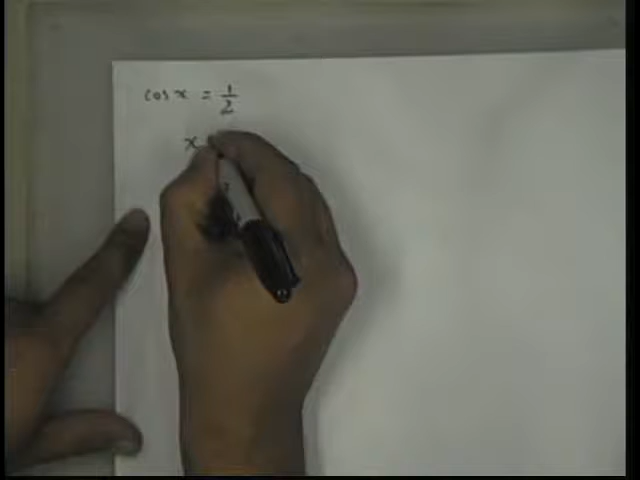 cos x = 1/2
x